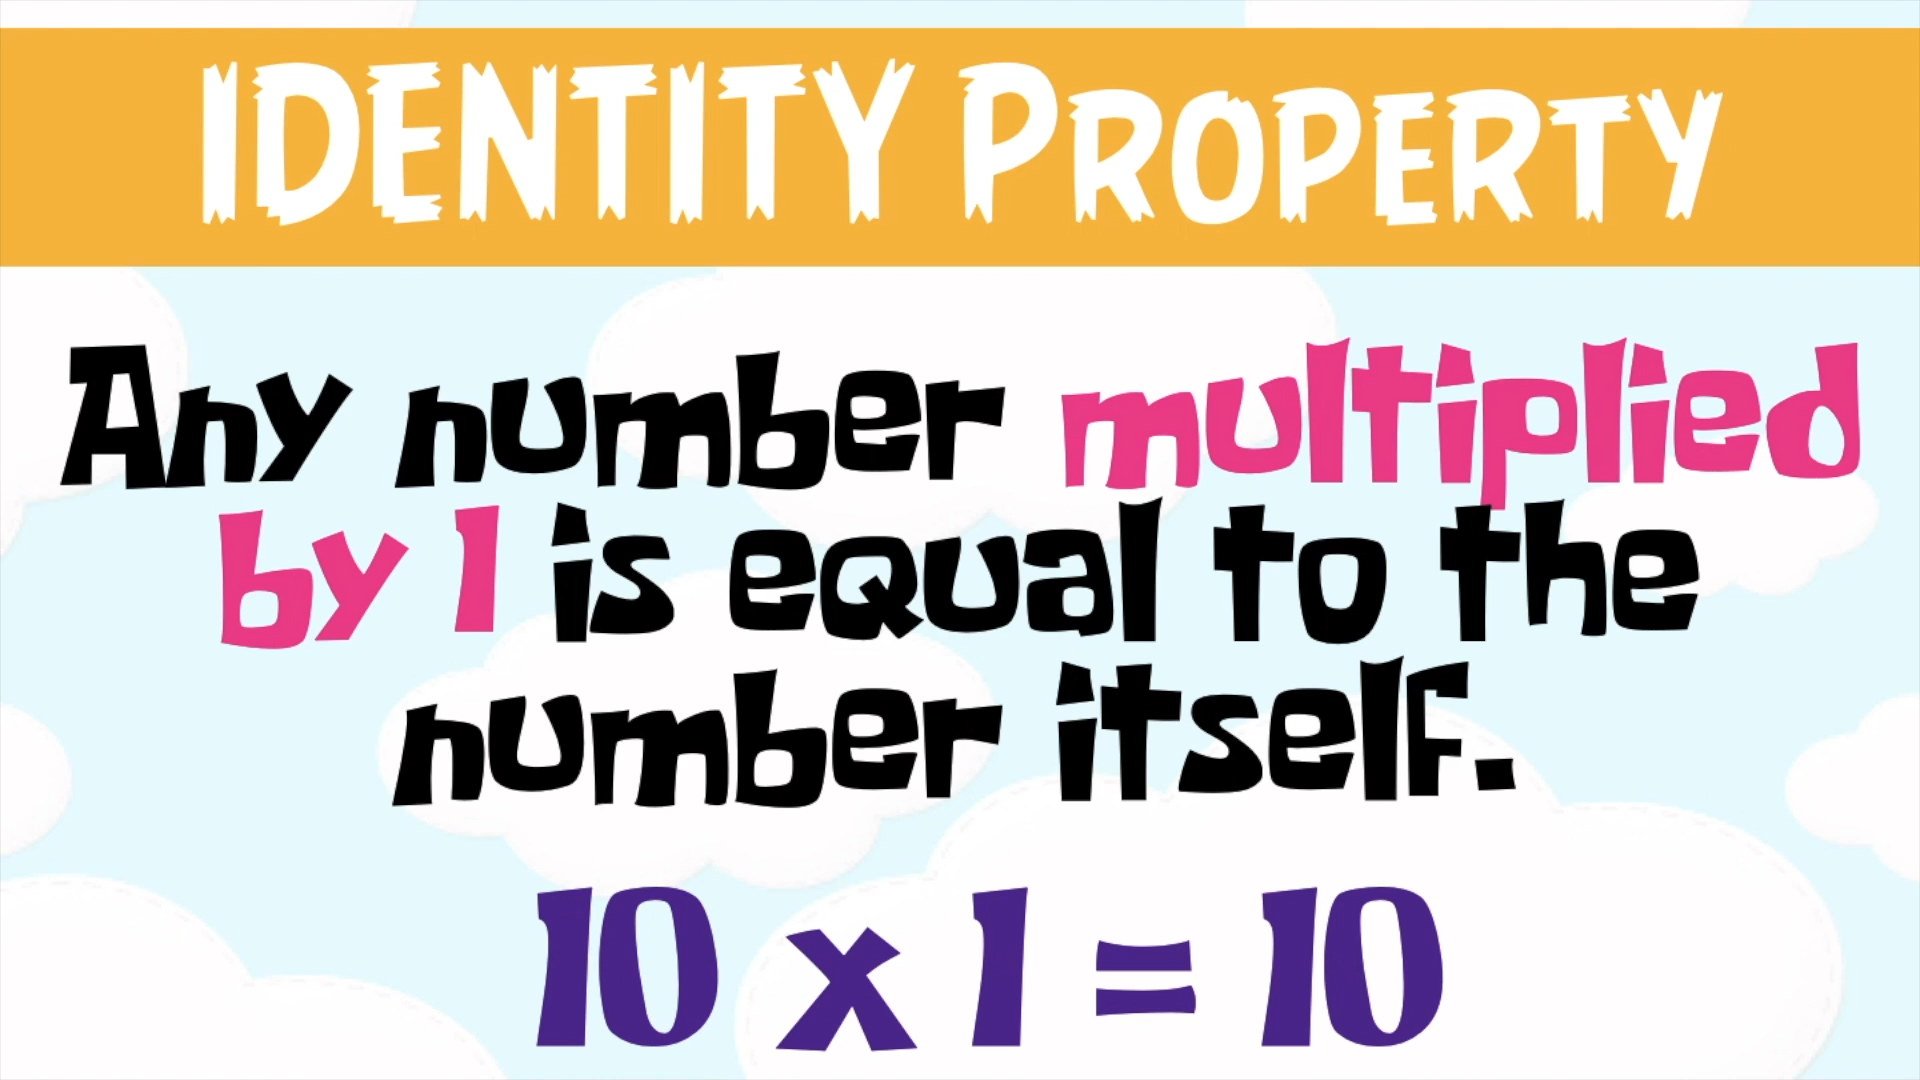 IDENTITY PROPERTY
Any number multiplied
by 1 is equal to the
number itself.
10 x 1 = 10